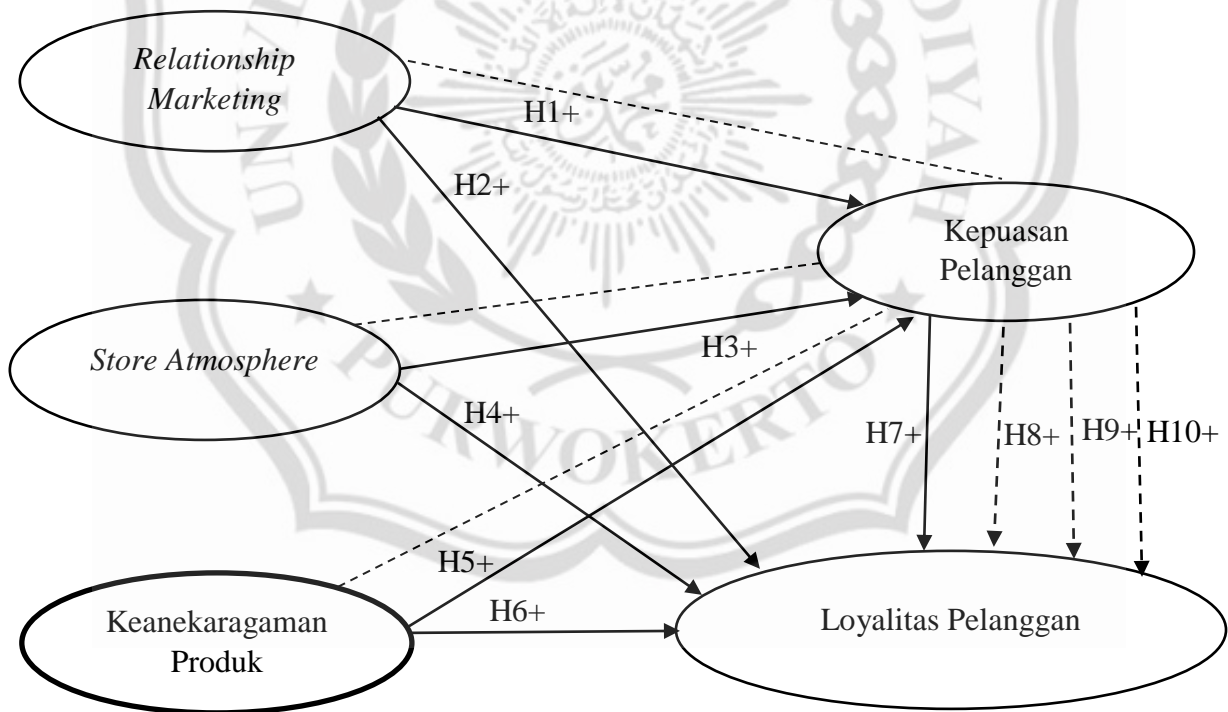 Relationship
Marketing
H1+
H2+
Kepuasan
Pelanggan
Store Atmosphere
H3+
H4+
H7+
H8+
H9+
H10+
H5+
H6+
Keanekaragaman
Produk
Loyalitas Pelanggan
PURWOKERTO